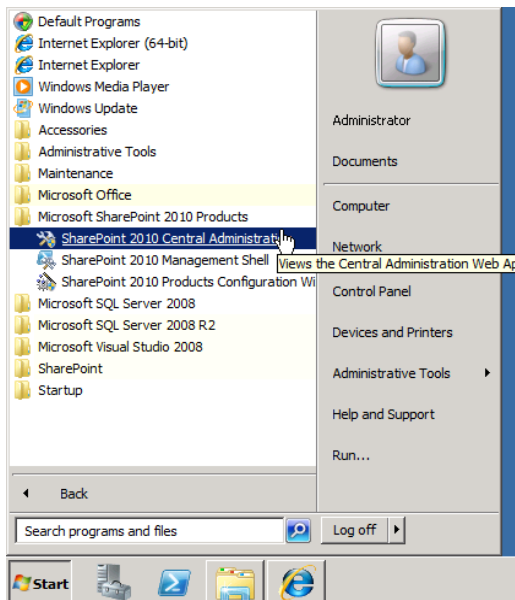 Default Programs
Internet Explorer (64-bit)
Internet Explorer
Windows Media Player
Windows Update
Accessories
Administrative Tools
Maintenance
Microsoft Office
Microsoft SharePoint 2010 Products
SharePoint 2010 Central Administrati
SharePoint 2010 Management Shell
SharePoint 2010 Products Configuration Wi
Microsoft SQL Server 2008
Microsoft SQL Server 2008 R2
Microsoft Visual Studio 2008
SharePoint
Startup
Back
Search programs and files
Administrator
Documents
Computer
Network
Views the Central Administration Web Ap
Control Panel
Devices and Printers
Administrative Tools
Help and Support
Run...
Log off
Start